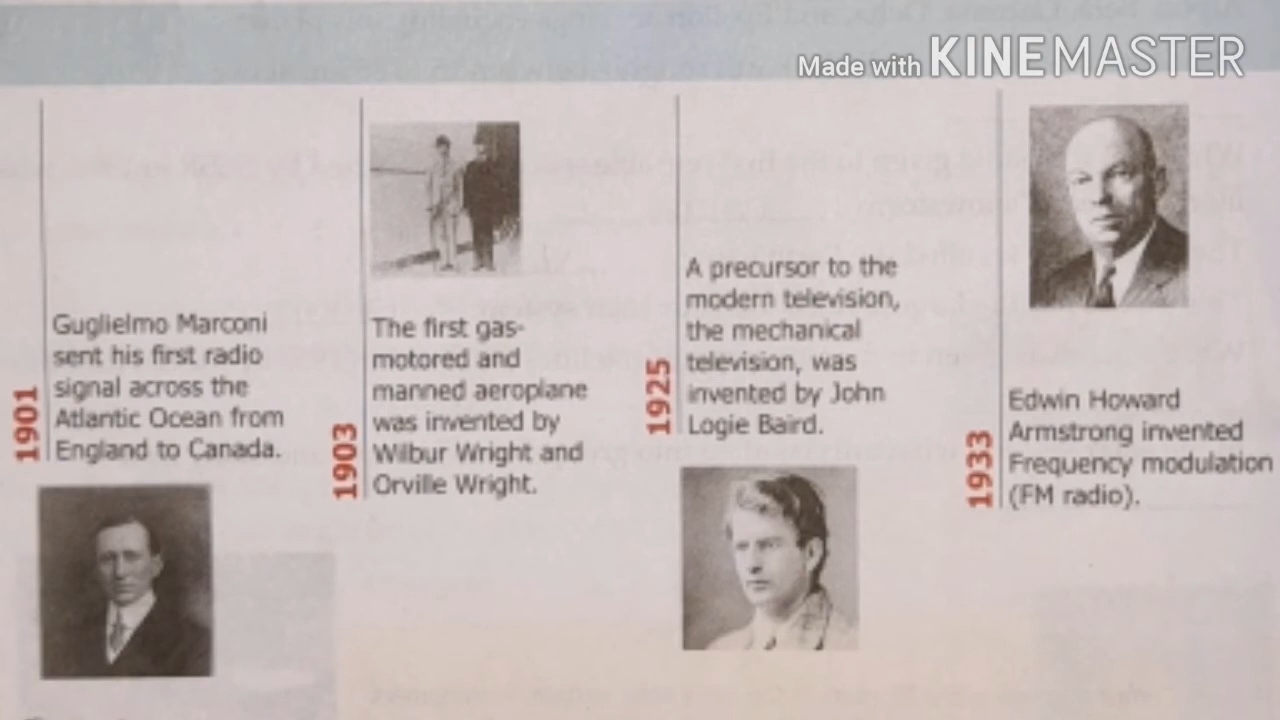 Made with KINEMASTER
1901
Guglielmo Marconi
sent his first radio
signal across the
Atlantic Ocean from
England to Canada.
1903
The first gas-
motored and
manned aeroplane
was invented by
Wilbur Wright and
Orville Wright.
1925
A precursor to the
modern television,
the mechanical
television, was
invented by John
Logie Baird.
1933
Edwin Howard
Armstrong invented
Frequency modulation
(FM radio).